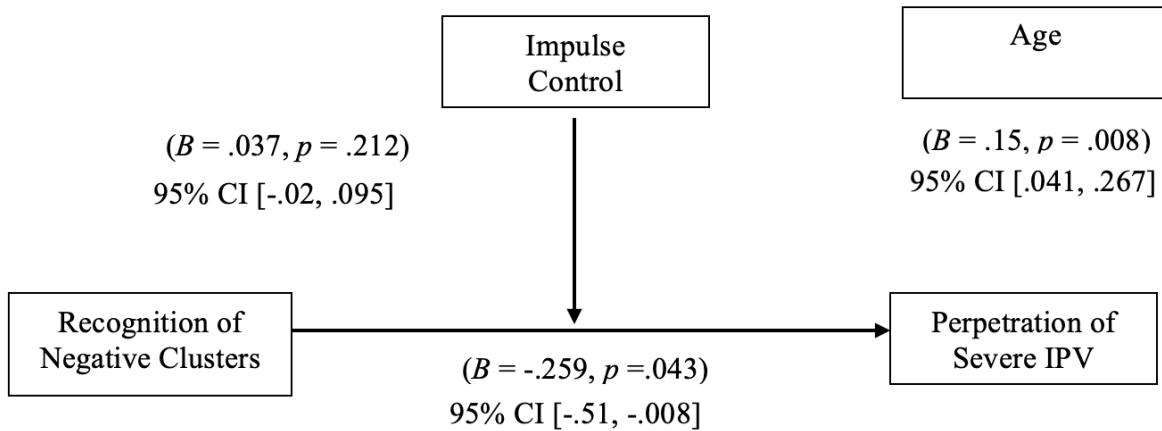 Impulse
Control
Age
(B = .037, p = .212)
95% CI [-.02, .095]
(B = .15, p = .008)
95% CI [.041, .267]
Recognition of
Negative Clusters
Perpetration of
Severe IPV
(B = -.259, p =.043)
95% CI [-.51, -.008]